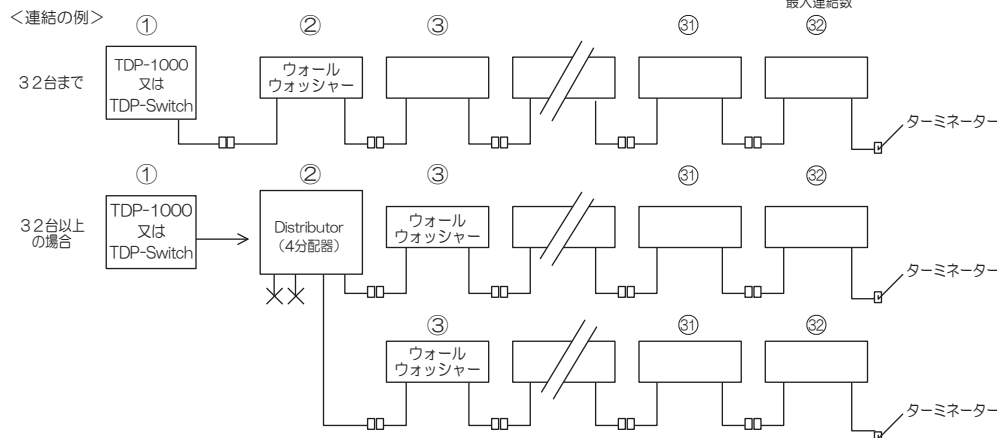 最大連結数
＜連結の例＞
① ② ③ ㉛ ㉜
32台まで
TDP-1000
又は
TDP-Switch
ウォール
ウォッシャー
ターミネーター
① ② ③ ㉛ ㉜
32台以上
の場合
TDP-1000
又は
TDP-Switch
Distributor
（4分配器）
ウォール
ウォッシャー
ターミネーター
③ ㉛ ㉜
ウォール
ウォッシャー
ターミネーター